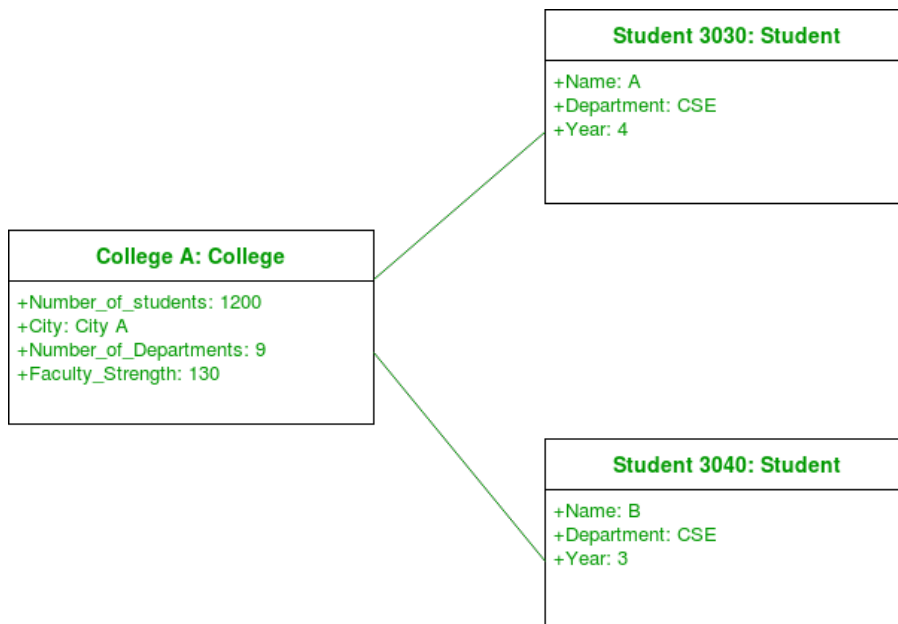 Student 3030: Student
+Name: A
+Department: CSE
+Year: 4
College A: College
+Number_of_students: 1200
+City: City A
+Number_of_Departments: 9
+Faculty_Strength: 130
Student 3040: Student
+Name: B
+Department: CSE
+Year: 3